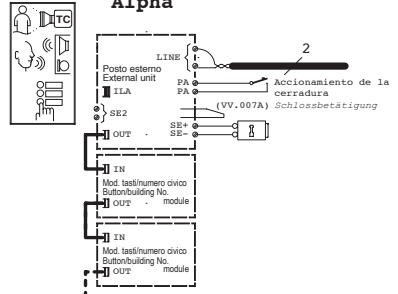 Alpha
TC
2
LINE
Posto esterno
External unit
PA
Accionamiento de la
cerradura
ILA
PA
(VV.007A) Schlossbetätigung
SE2
SE+
OUT
SE-
IN
Mod. tasti/numero civico
Button/building No.
module
OUT
IN
Mod. tasti/numero civico
Button/building No.
module
OUT